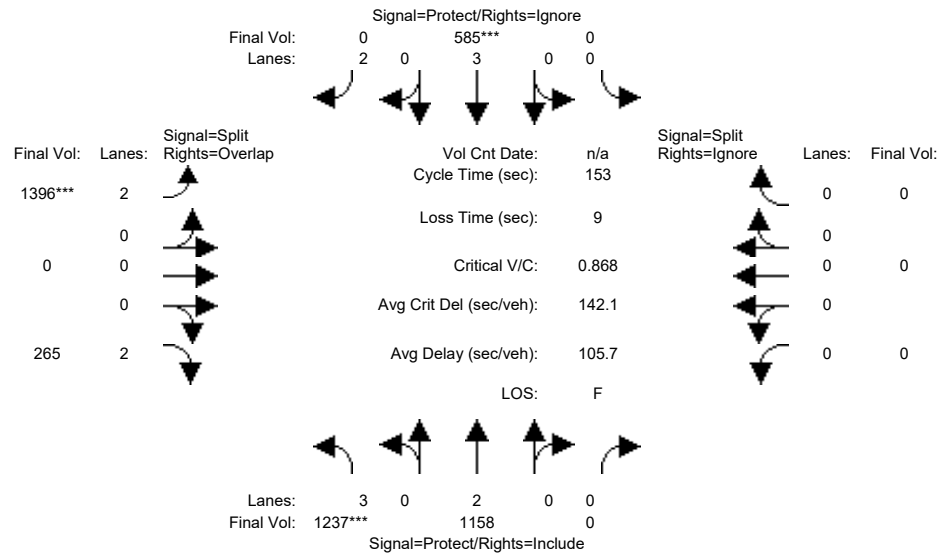 Signal=Protect/Rights=Ignore
Final Vol: 0 585*** 0
Lanes: 2 0 3 0 0
Signal=Split Signal=Split
Final Vol: Lanes: Rights=Overlap Vol Cnt Date: n/a Rights=Ignore Lanes: Final Vol:
Cycle Time (sec): 153
1396*** 2 0 0
Loss Time (sec): 9
0 0
0 0 Critical V/C: 0.868 0 0
0 Avg Crit Del (sec/veh): 142.1 0
265 2 Avg Delay (sec/veh): 105.7 0 0
LOS: F
Lanes: 3 0 2 0 0
Final Vol: 1237*** 1158 0
Signal=Protect/Rights=Include